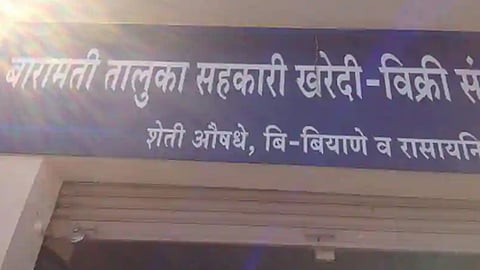 बारामती तालुका सहकारी खरेदी-विक्री सं
शेती औषधे, बि-बियाणे व रासायनि